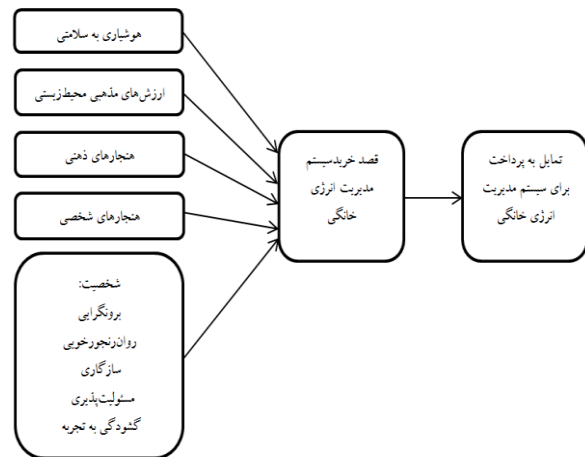 هوشیاری به سلامتی
ارزش‌های مذهبی محیط‌زیستی
هنجارهای ذهنی
هنجارهای شخصی
شخصیت:
برونگرایی
روان‌رنجورخویی
سازگاری
مسئولیت‌پذیری
گشودگی به تجربه
قصد خریدسیستم
مدیریت انرژی
خانگی
تمایل به پرداخت
برای سیستم مدیریت
انرژی خانگی